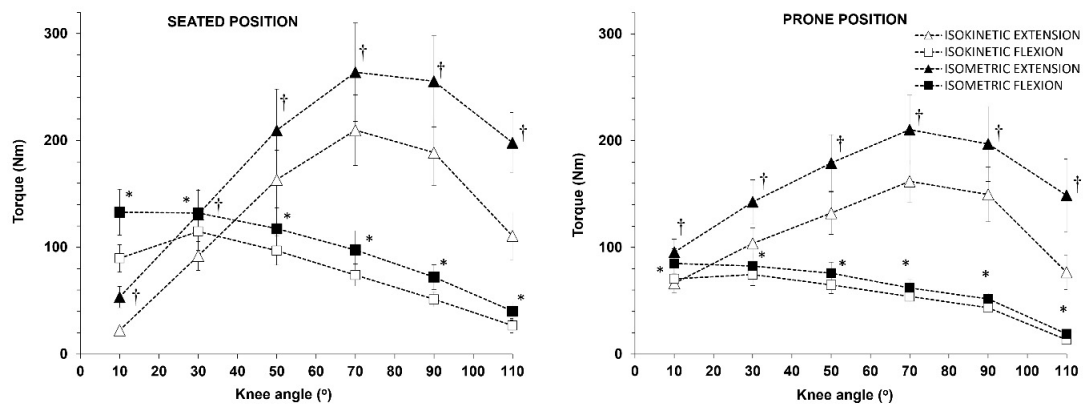 SEATED POSITION
300
200
100
0
Torque (Nm)
†
†
†
†
†
†
*
*
*
*
*
*
0 10 20 30 40 50 60 70 80 90 100 110
Knee angle (º)
PRONE POSITION
ISOKINETIC EXTENSION
ISOKINETIC FLEXION
ISOMETRIC EXTENSION
ISOMETRIC FLEXION
300
200
100
0
Torque (Nm)
†
†
†
†
†
†
*
*
*
*
*
*
0 10 20 30 40 50 60 70 80 90 100 110
Knee angle (º)